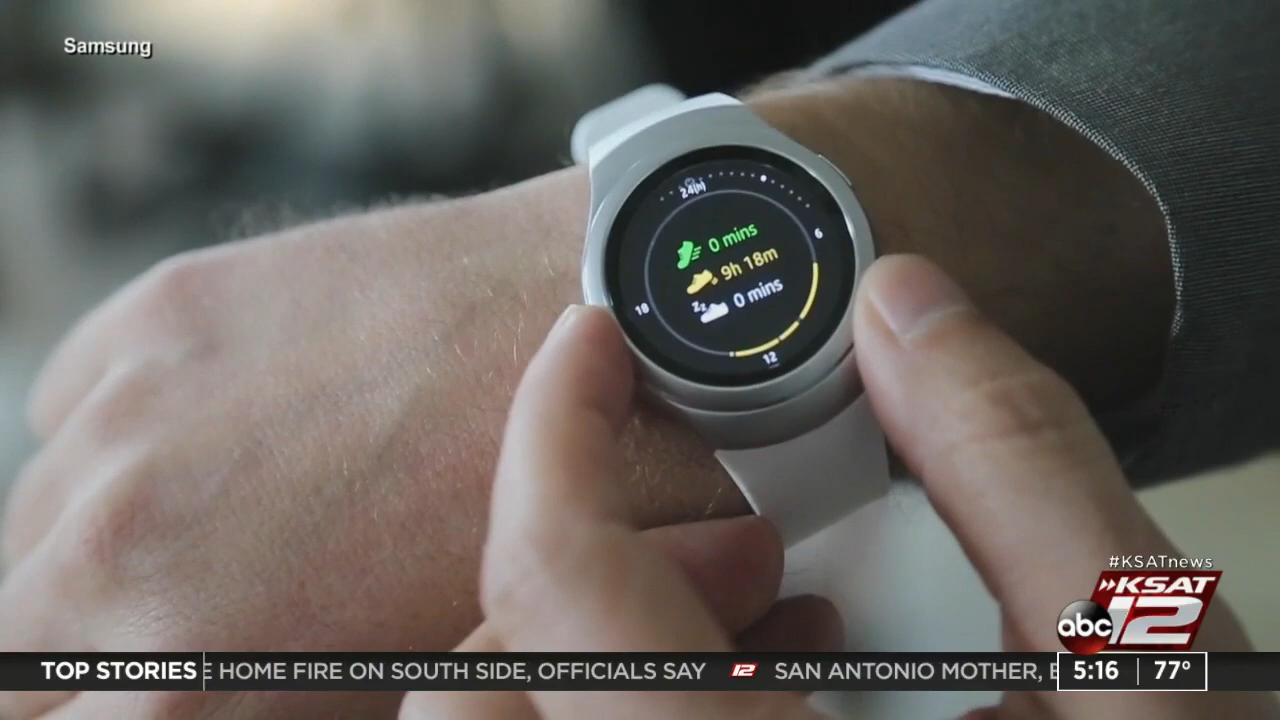 Samsung
24(h)
6
0 mins
9h 18m
Zz
0 mins
18
12
#KSATnews
KSAT
abc 12
TOP STORIES
HOME FIRE ON SOUTH SIDE, OFFICIALS SAY 12 SAN ANTONIO MOTHER,
5:16 77°